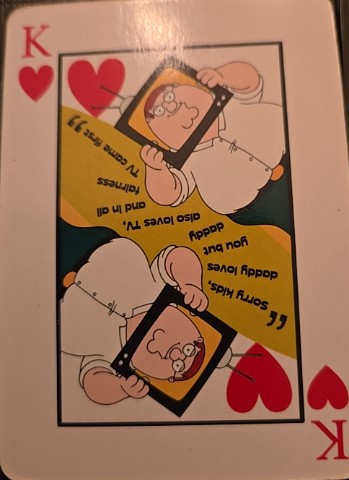 K
“Sorry kids,
daddy loves
you but
daddy
also loves TV,
and in all
fairness
TV came first”
K